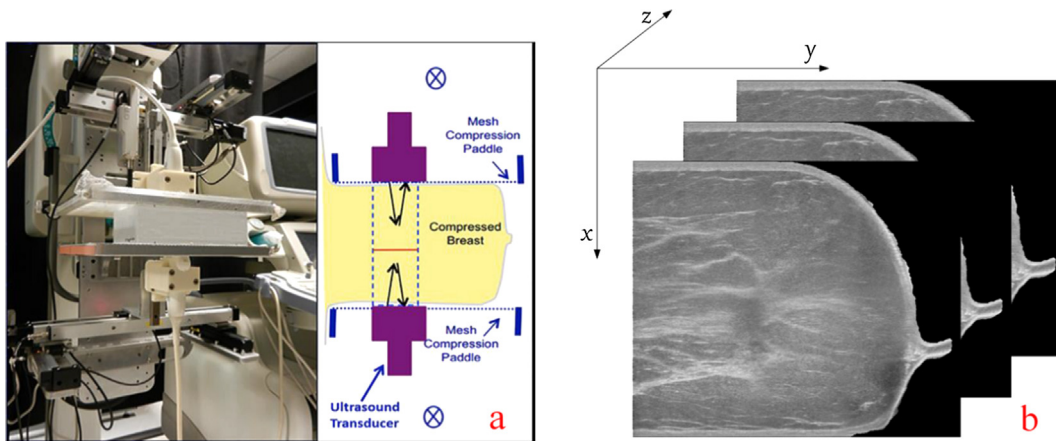 Mesh
Compression
Paddle
Compressed
Breast
Mesh
Compression
Paddle
Ultrasound
Transducer
a
z
y
x
b